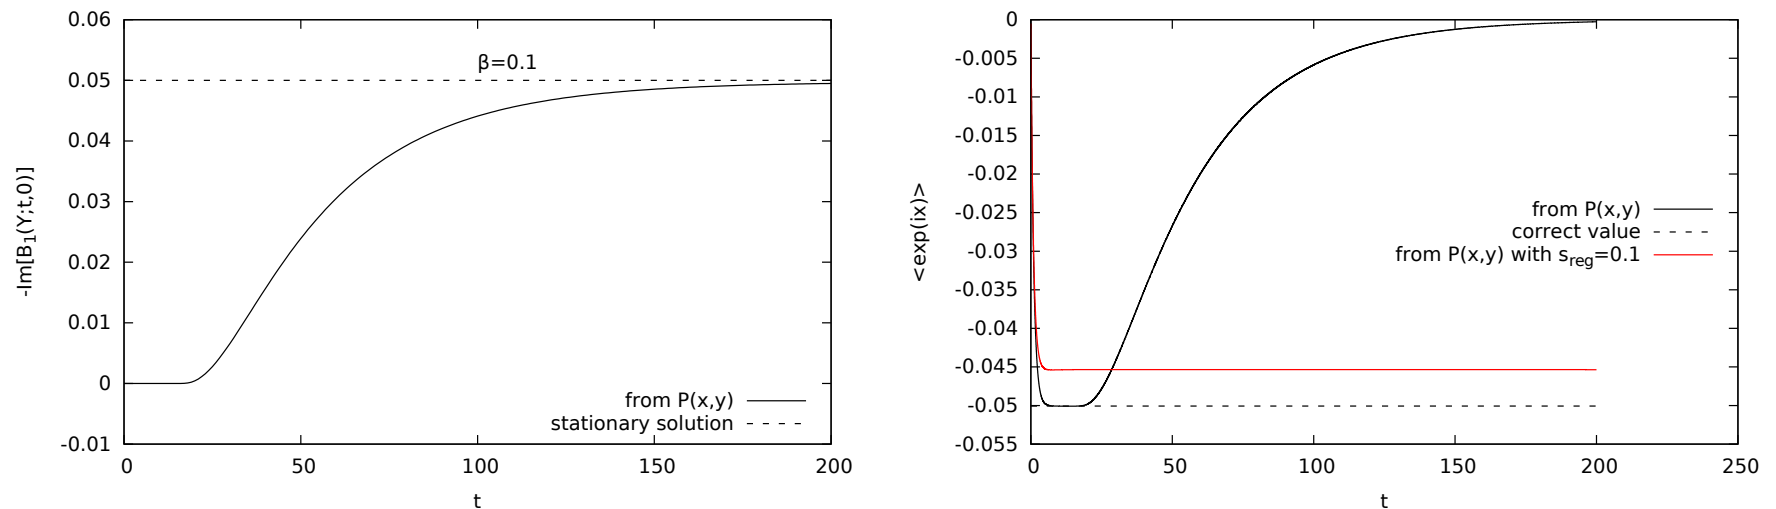 0.06
0.05
0.04
0.03
0.02
0.01
0
-0.01
-Im[B1(Y;t,0)]
β=0.1
from P(x,y)
stationary solution
0 50 100 150 200
t
0
-0.005
-0.01
-0.015
-0.02
-0.025
-0.03
-0.035
-0.04
-0.045
-0.05
-0.055
<exp(ix)>
from P(x,y)
correct value
from P(x,y) with sreg=0.1
0 50 100 150 200 250
t